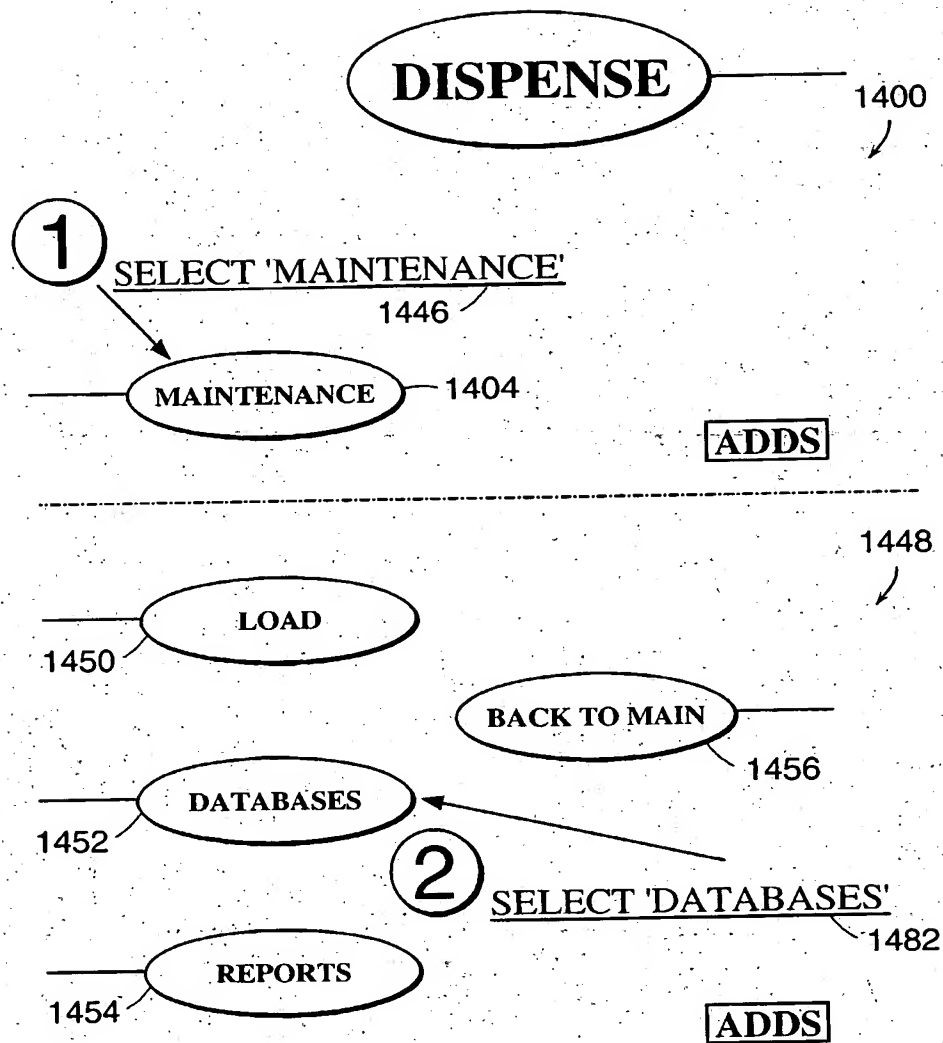 DISPENSE
1400
1
SELECT 'MAINTENANCE'
1446
MAINTENANCE
1404
ADDS
1448
LOAD
1450
BACK TO MAIN
1456
DATABASES
1452
2
SELECT 'DATABASES'
1482
REPORTS
1454
ADDS